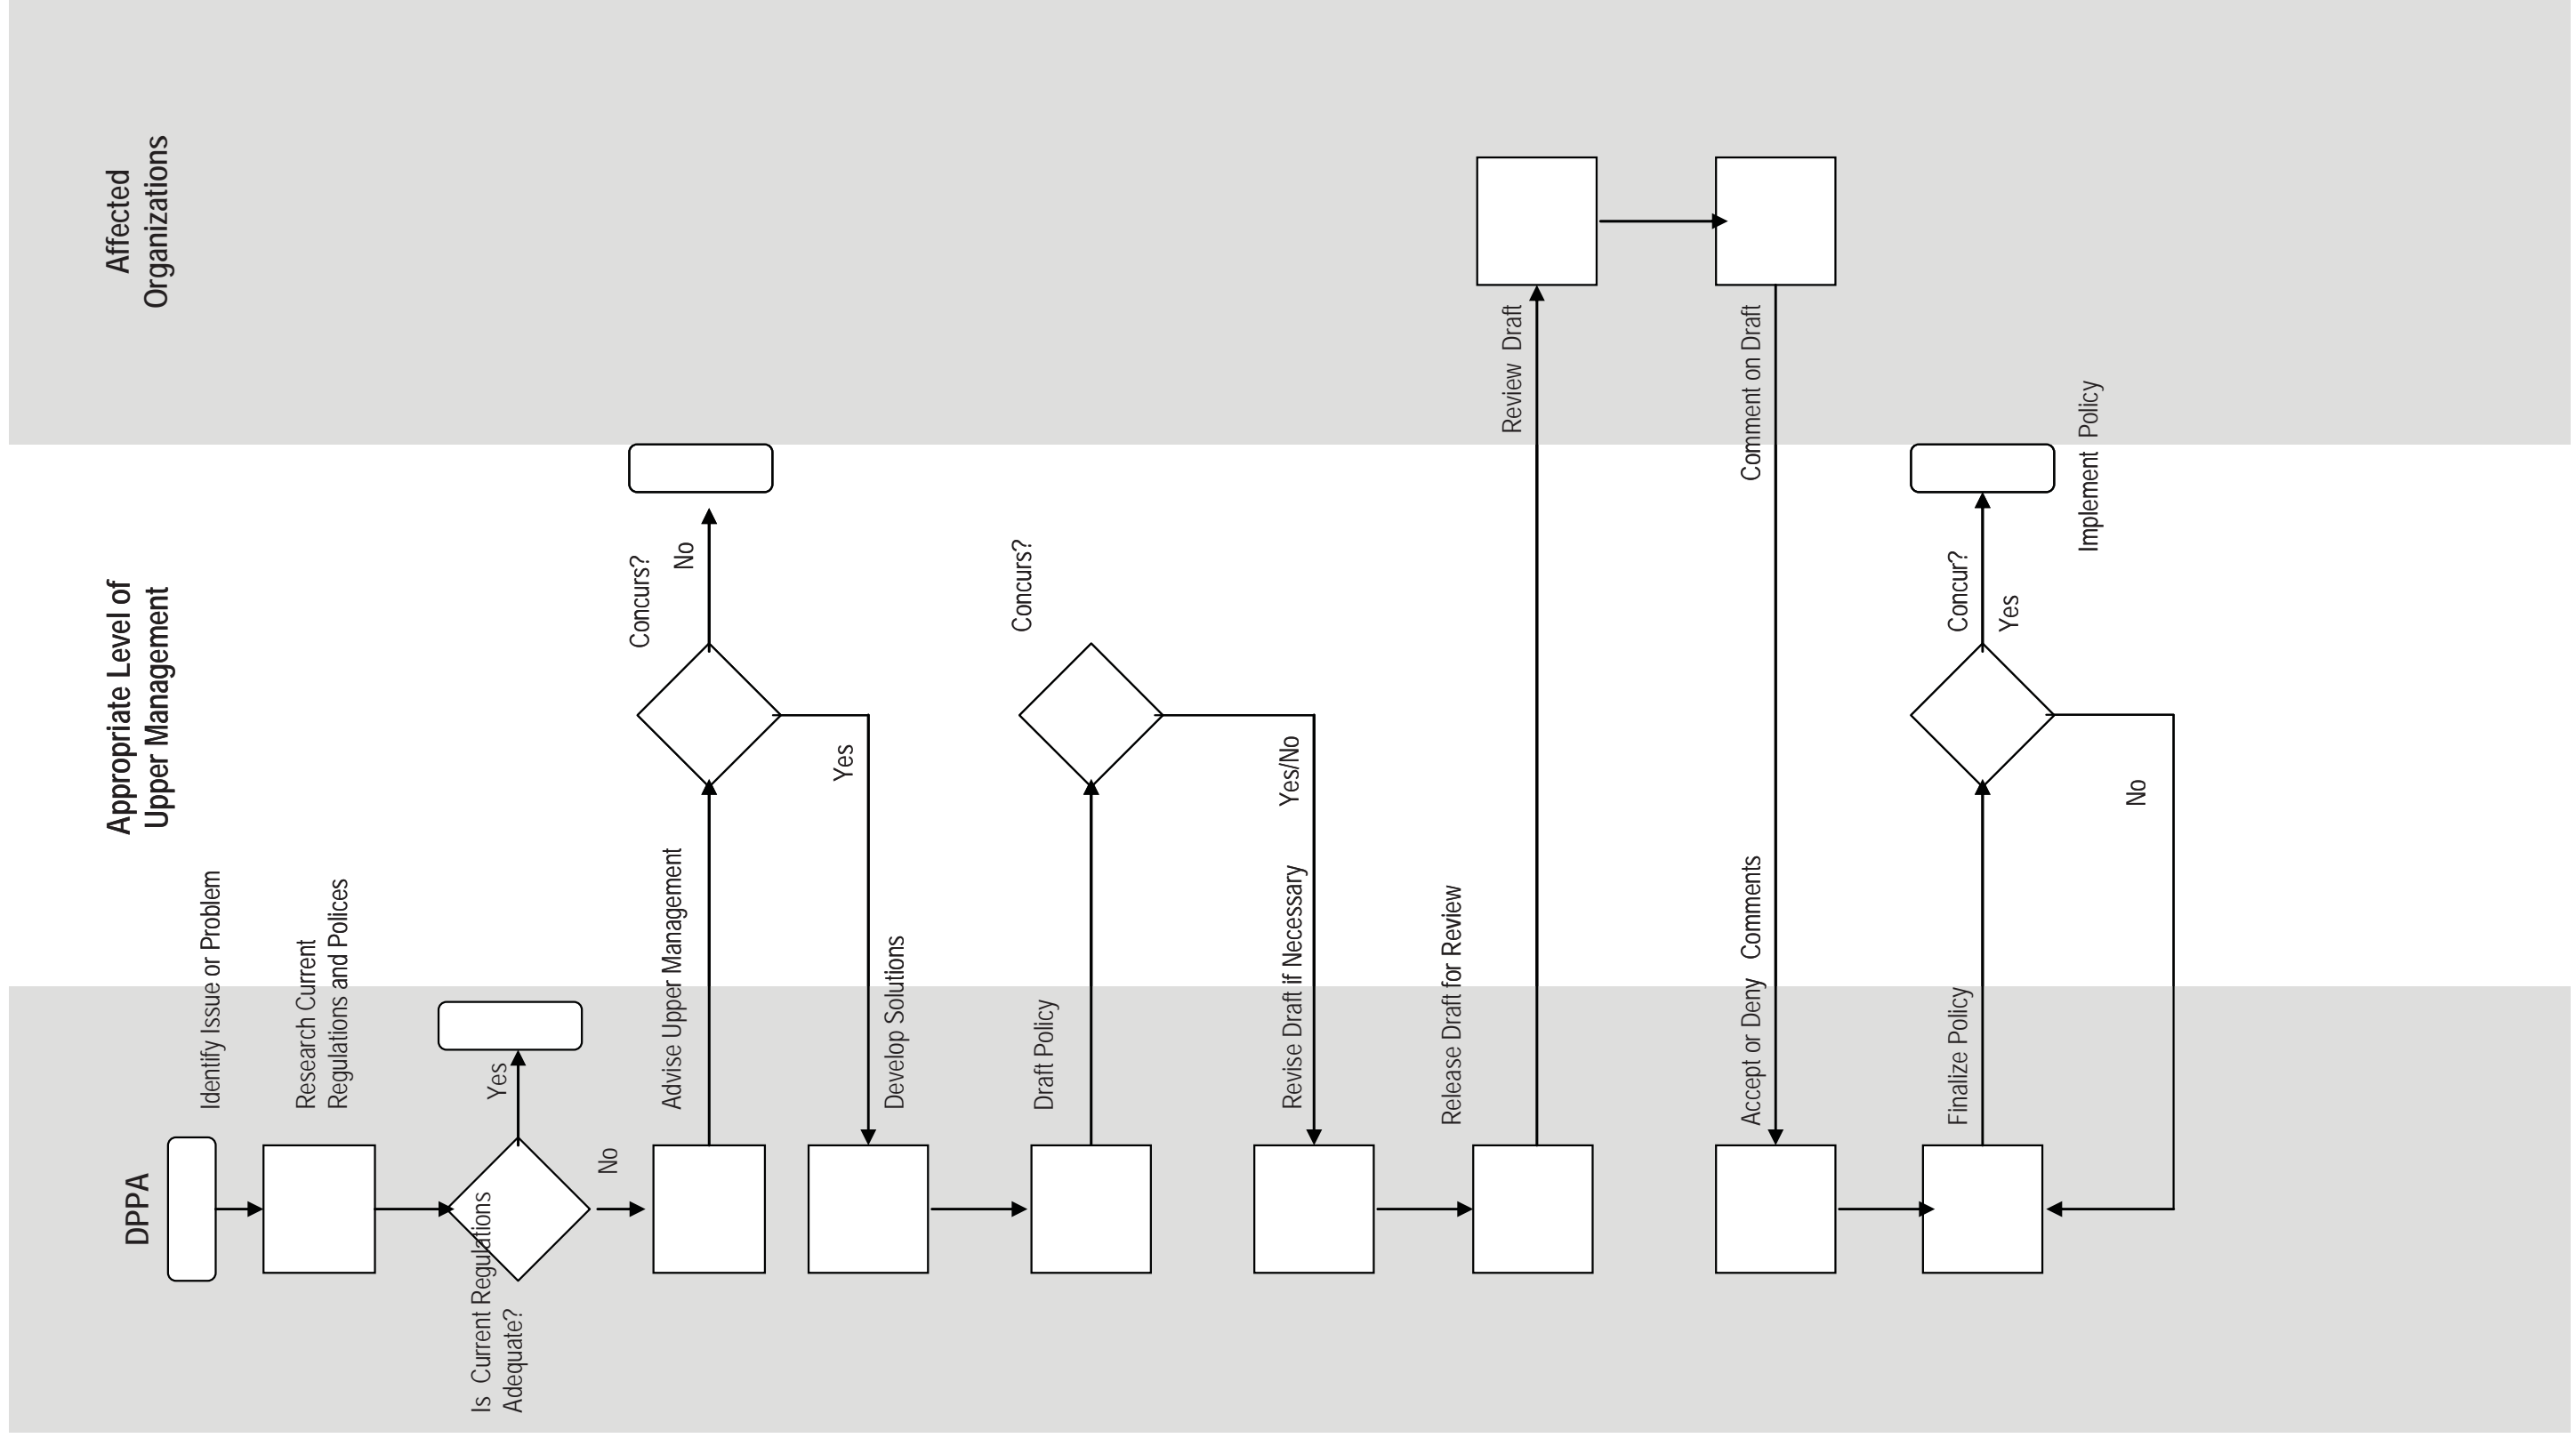 DPPA
Appropriate Level of
Upper Management
Affected
Organizations
Identify Issue or Problem
Research Current
Regulations and Polices
Is Current Regulations
Adequate?
Yes
No
Advise Upper Management
Concurs?
No
Yes
Develop Solutions
Draft Policy
Concurs?
Yes/No
Revise Draft if Necessary
Release Draft for Review
Review Draft
Comment on Draft
Accept or Deny Comments
Finalize Policy
Concur?
Yes
No
Implement Policy